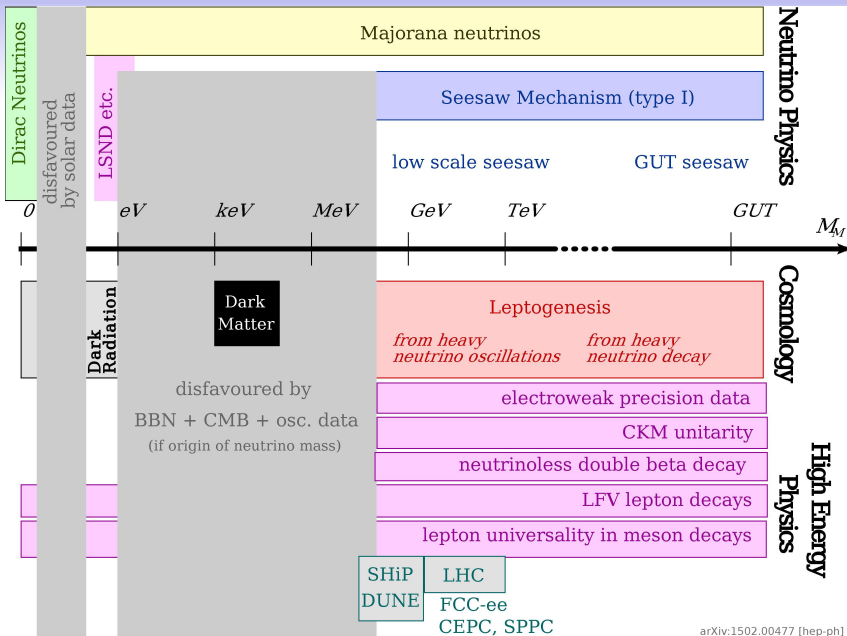 Majorana neutrinos
Dirac Neutrinos
disfavoured
by solar data
LSND etc.
Seesaw Mechanism (type I)
low scale seesaw
GUT seesaw
Neutrino Physics
0
eV
keV
MeV
GeV
TeV
GUT
M_M
Dark
Radiation
Dark
Matter
Leptogenesis
from heavy
neutrino oscillations
from heavy
neutrino decay
Cosmology
disfavoured by
BBN + CMB + osc. data
(if origin of neutrino mass)
electroweak precision data
CKM unitarity
neutrinoless double beta decay
LFV lepton decays
lepton universality in meson decays
High Energy
Physics
SHiP
DUNE
LHC
FCC-ee
CEPC, SPPC
arXiv:1502.00477 [hep-ph]